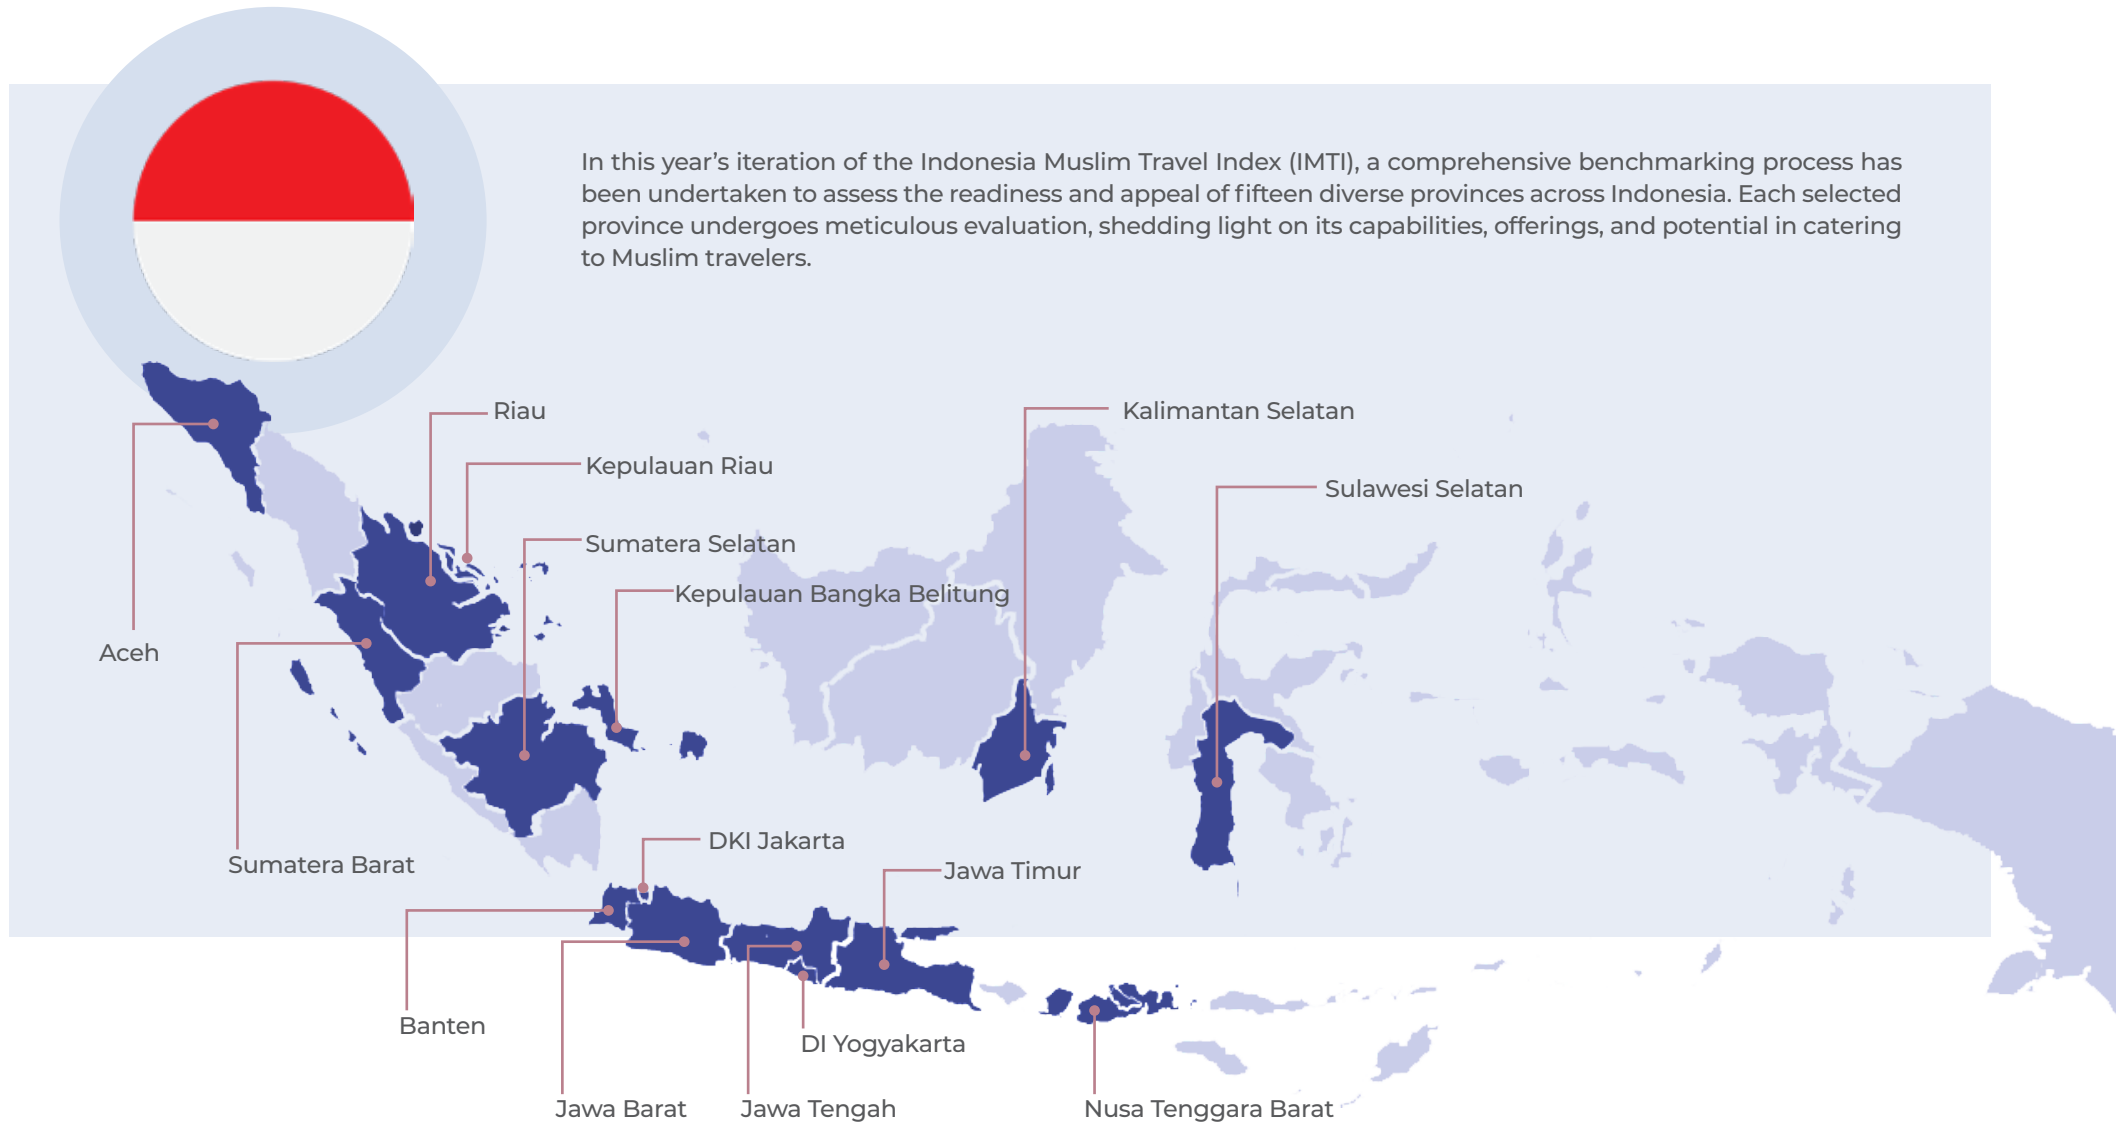 In this year’s iteration of the Indonesia Muslim Travel Index (IMTI), a comprehensive benchmarking process has
been undertaken to assess the readiness and appeal of fifteen diverse provinces across Indonesia. Each selected
province undergoes meticulous evaluation, shedding light on its capabilities, offerings, and potential in catering
to Muslim travelers.
Riau
Kalimantan Selatan
Kepulauan Riau
Sulawesi Selatan
Sumatera Selatan
Kepulauan Bangka Belitung
Aceh
DKI Jakarta
Sumatera Barat
Jawa Timur
Banten
DI Yogyakarta
Jawa Barat
Jawa Tengah
Nusa Tenggara Barat